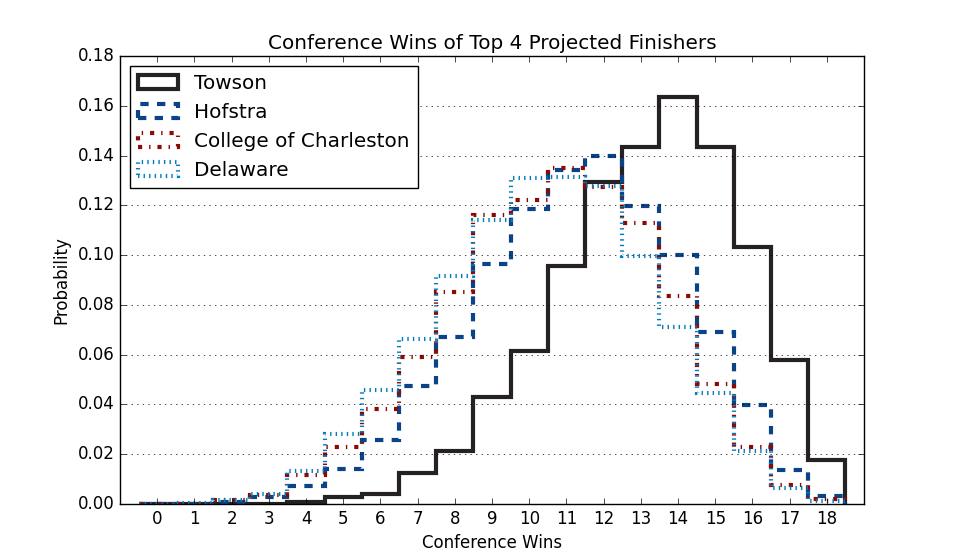 Conference Wins of Top 4 Projected Finishers
0.18
0.16
0.14
0.12
0.10
0.08
0.06
0.04
0.02
0.00
Probability
Towson
Hofstra
College of Charleston
Delaware
0 1 2 3 4 5 6 7 8 9 10 11 12 13 14 15 16 17 18
Conference Wins